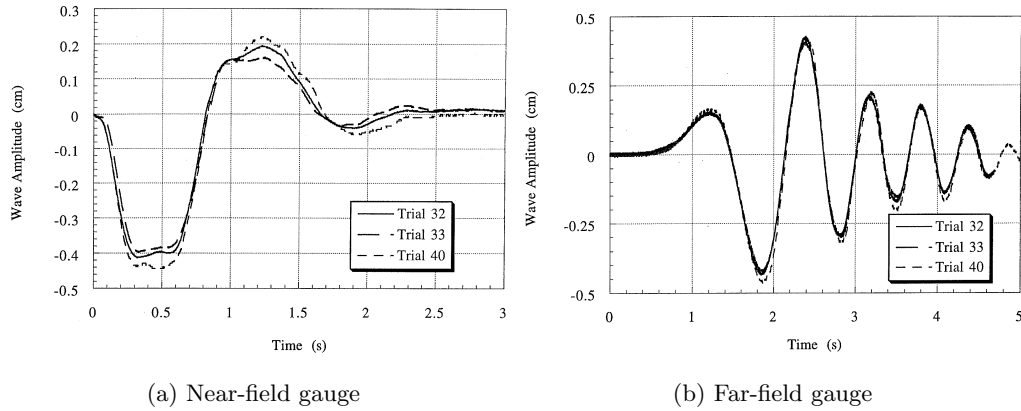 0.3
0.2
0.1
0
-0.1
-0.2
-0.3
-0.4
-0.5
Wave Amplitude (cm)
0 0.5 1 1.5 2 2.5 3
Time (s)
Trial 32
Trial 33
Trial 40
(a) Near-field gauge
0.5
0.25
0
-0.25
-0.5
Wave Amplitude (cm)
0 1 2 3 4 5
Time (s)
Trial 32
Trial 33
Trial 40
(b) Far-field gauge